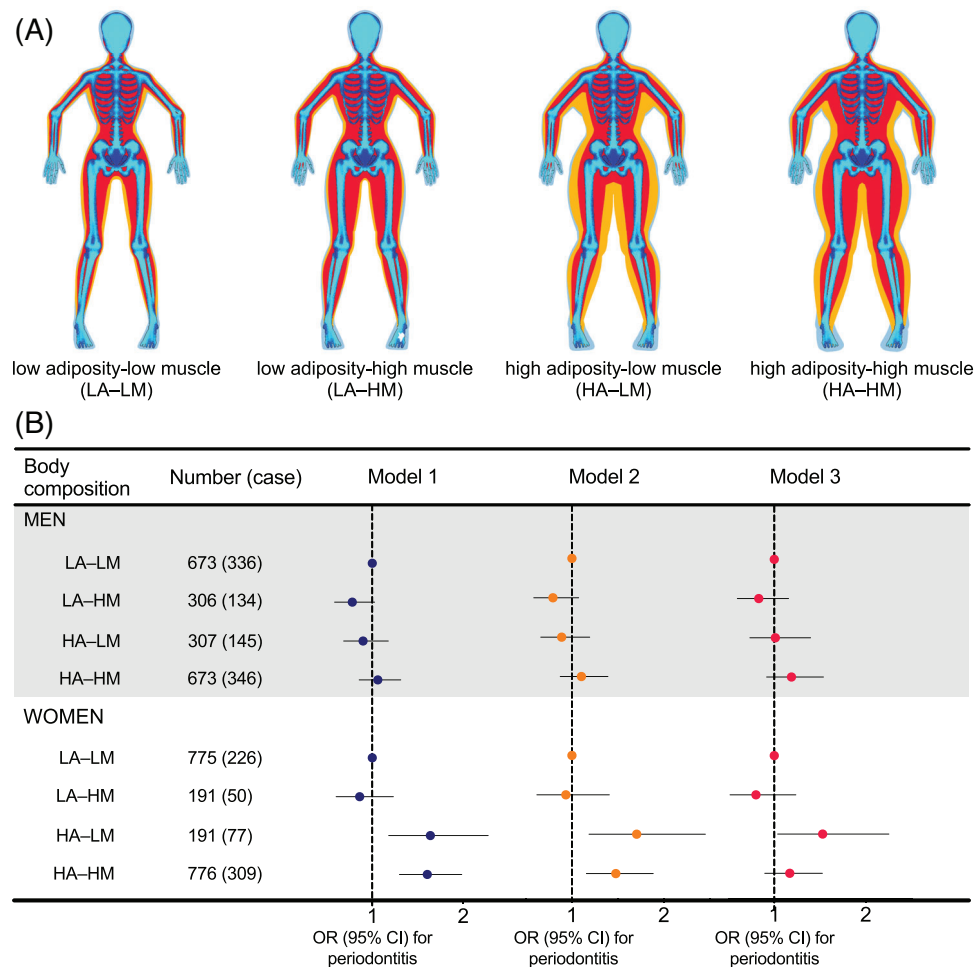 (A)
low adiposity-low muscle
(LA–LM)
low adiposity-high muscle
(LA–HM)
high adiposity-low muscle
(HA–LM)
high adiposity-high muscle
(HA–HM)
(B)
Body composition Number (case) Model 1 Model 2 Model 3
MEN
LA–LM 673 (336)
LA–HM 306 (134)
HA–LM 307 (145)
HA–HM 673 (346)
WOMEN
LA–LM 775 (226)
LA–HM 191 (50)
HA–LM 191 (77)
HA–HM 776 (309)
1 2 1 2 1 2
OR (95% CI) for
periodontitis
OR (95% CI) for
periodontitis
OR (95% CI) for
periodontitis